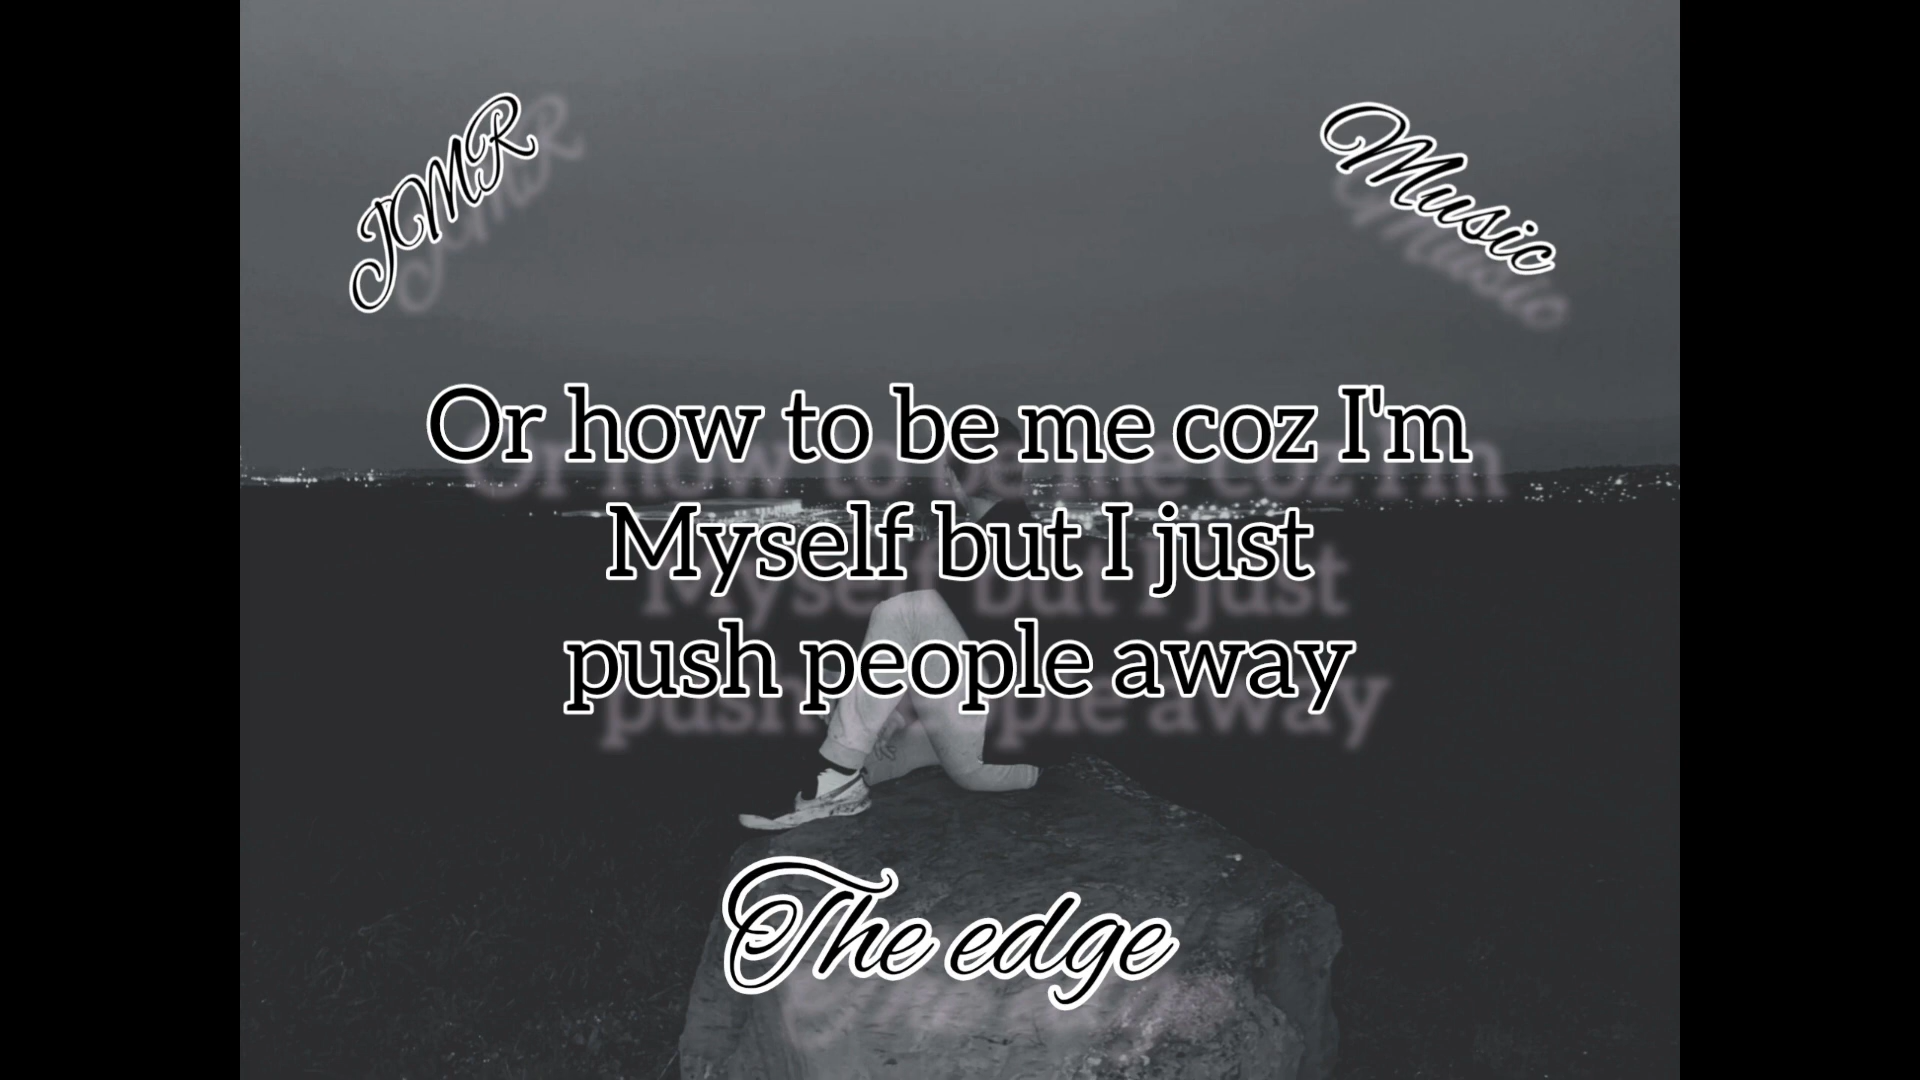 JMR
Music
Or how to be me coz I'm
Myself but I just
push people away
The edge